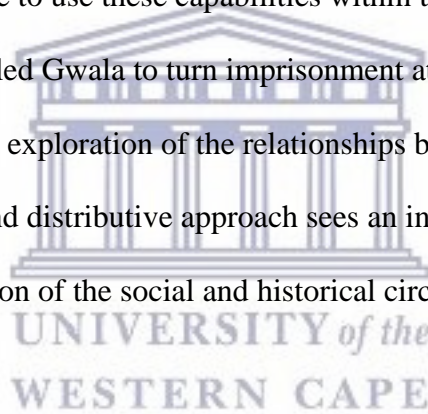 e to use these capabilities within t
led Gwala to turn imprisonment a
exploration of the relationships b
nd distributive approach sees an in
on of the social and historical circ
UNIVERSITY of the
WESTERN CAPE